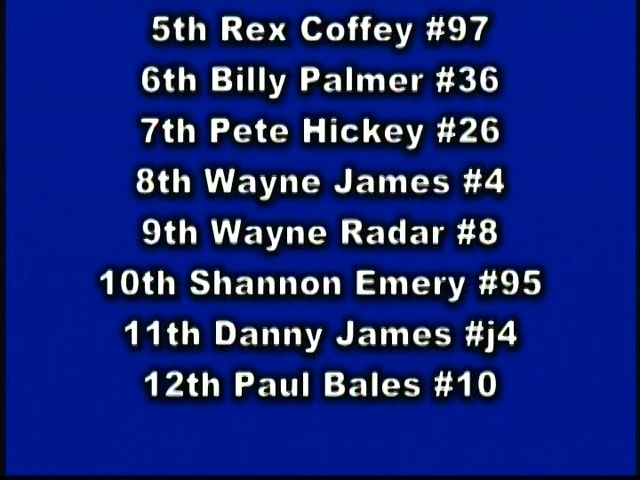 5th Rex Coffey #97
6th Billy Palmer #36
7th Pete Hickey #26
8th Wayne James #4
9th Wayne Radar #8
10th Shannon Emery #95
11th Danny James #j4
12th Paul Bales #10